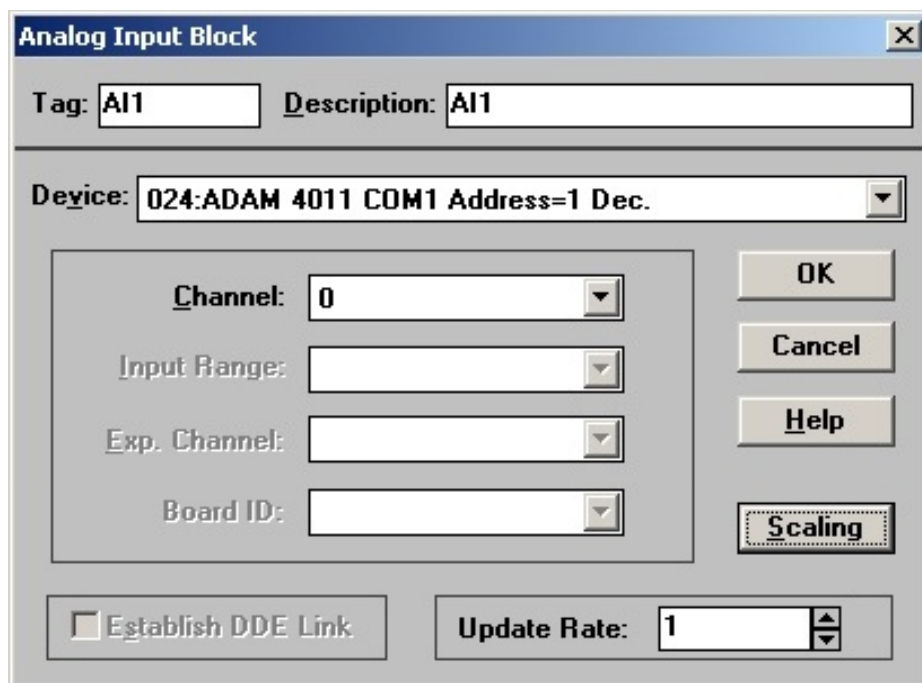 Analog Input Block
Tag: AI1 Description: AI1
Device: 024:ADAM 4011 COM1 Address=1 Dec.
Channel: 0
OK
Input Range:
Cancel
Exp. Channel:
Help
Board ID:
Scaling
Establish DDE Link
Update Rate: 1